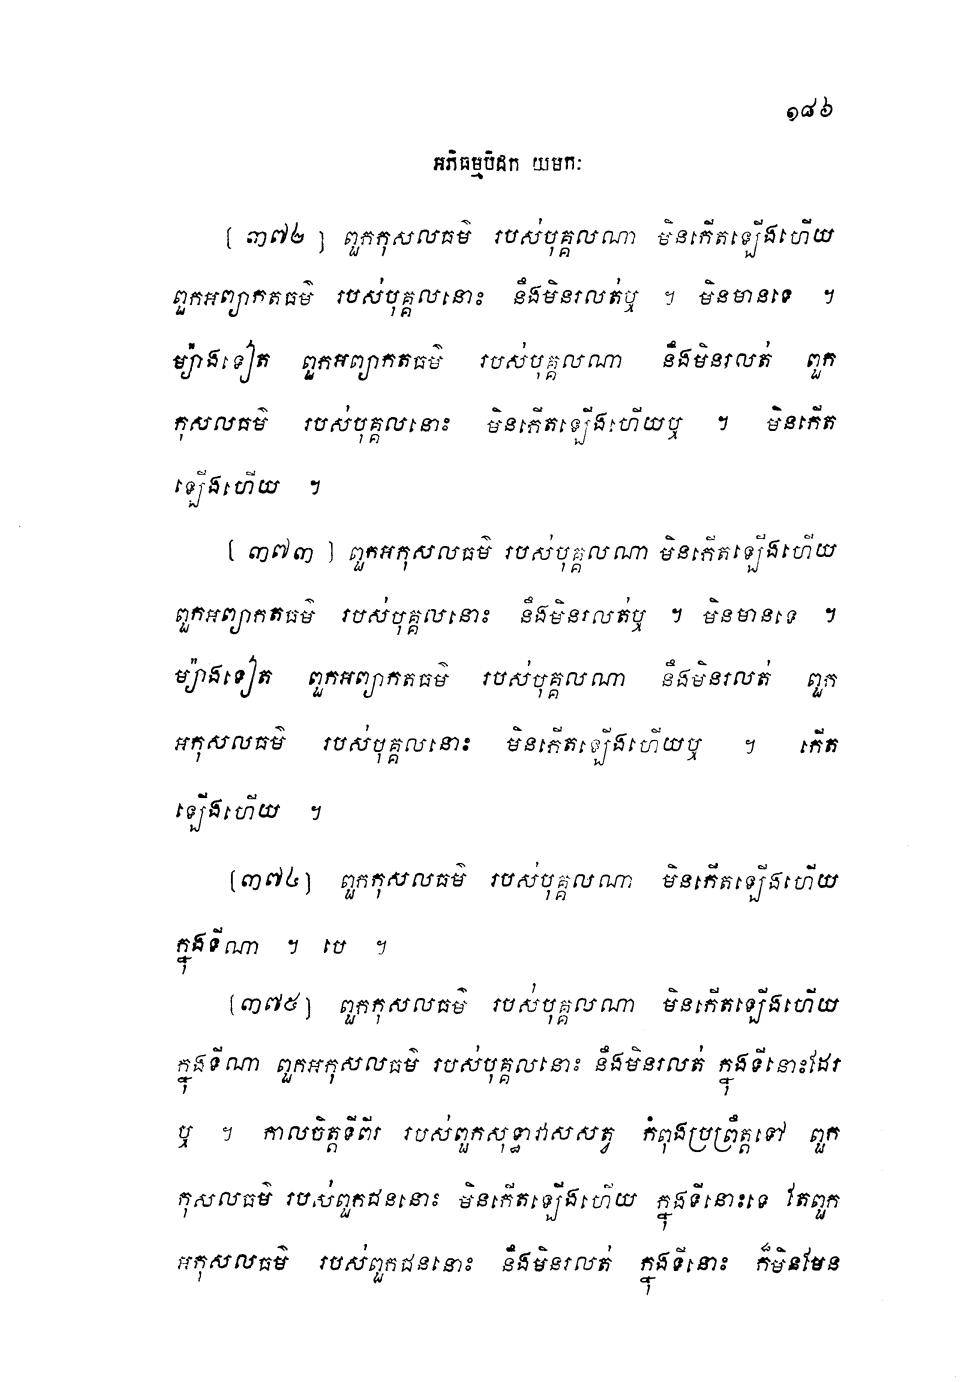 ១៨៦
អភិធម្មបិដក យមកៈ
[ ៣៧២ ] ពួកកុសលធម៌ របស់បុគ្គលណា មិនកើតឡើងហើយ
ពួកអព្យាកតធម៌ របស់បុគ្គលនោះ នឹងមិនរលត់ឬ ។ មិនមានទេ ។
ម្យ៉ាងទៀត ពួកអព្យាកតធម៌ របស់បុគ្គលណា នឹងមិនរលត់ ពួក
កុសលធម៌ របស់បុគ្គលនោះ មិនកើតឡើងហើយឬ ។ មិនកើត
ឡើងហើយ ។
[ ៣៧៣ ] ពួកអកុសលធម៌ របស់បុគ្គលណា មិនកើតឡើងហើយ
ពួកអព្យាកតធម៌ របស់បុគ្គលនោះ នឹងមិនរលត់ឬ ។ មិនមានទេ ។
ម្យ៉ាងទៀត ពួកអព្យាកតធម៌ របស់បុគ្គលណា នឹងមិនរលត់ ពួក
អកុសលធម៌ របស់បុគ្គលនោះ មិនកើតឡើងហើយឬ ។ កើត
ឡើងហើយ ។
[៣៧៤] ពួកកុសលធម៌ របស់បុគ្គលណា មិនកើតឡើងហើយ
ក្នុងទីណា ។ បេ ។
[៣៧៥] ពួកកុសលធម៌ របស់បុគ្គលណា មិនកើតឡើងហើយ
ក្នុងទីណា ពួកអកុសលធម៌ របស់បុគ្គលនោះ នឹងមិនរលត់ ក្នុងទីនោះដែរ
ឬ ។ កាលចិត្តទីពីរ របស់ពួកសុទ្ធាវាសសត្វ កំពុងប្រព្រឹត្តទៅ ពួក
កុសលធម៌ របស់ពួកជននោះ មិនកើតឡើងហើយ ក្នុងទីនោះទេ តែពួក
អកុសលធម៌ របស់ពួកជននោះ នឹងមិនរលត់ ក្នុងទីនោះ ក៏មិនមែន